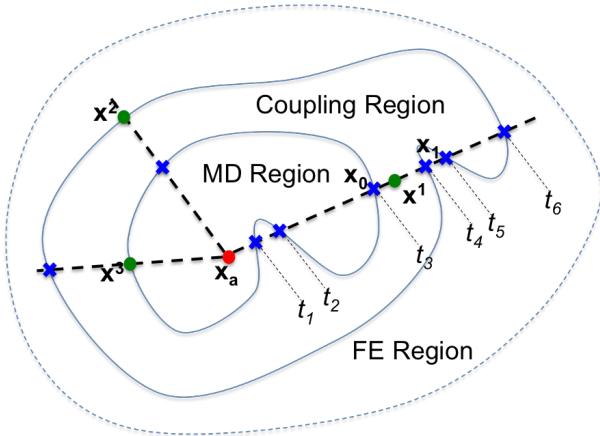 x²
Coupling Region
x₁
MD Region
x₀
x¹
t₆
t₅
t₄
t₃
x³
xₐ
t₂
t₁
FE Region